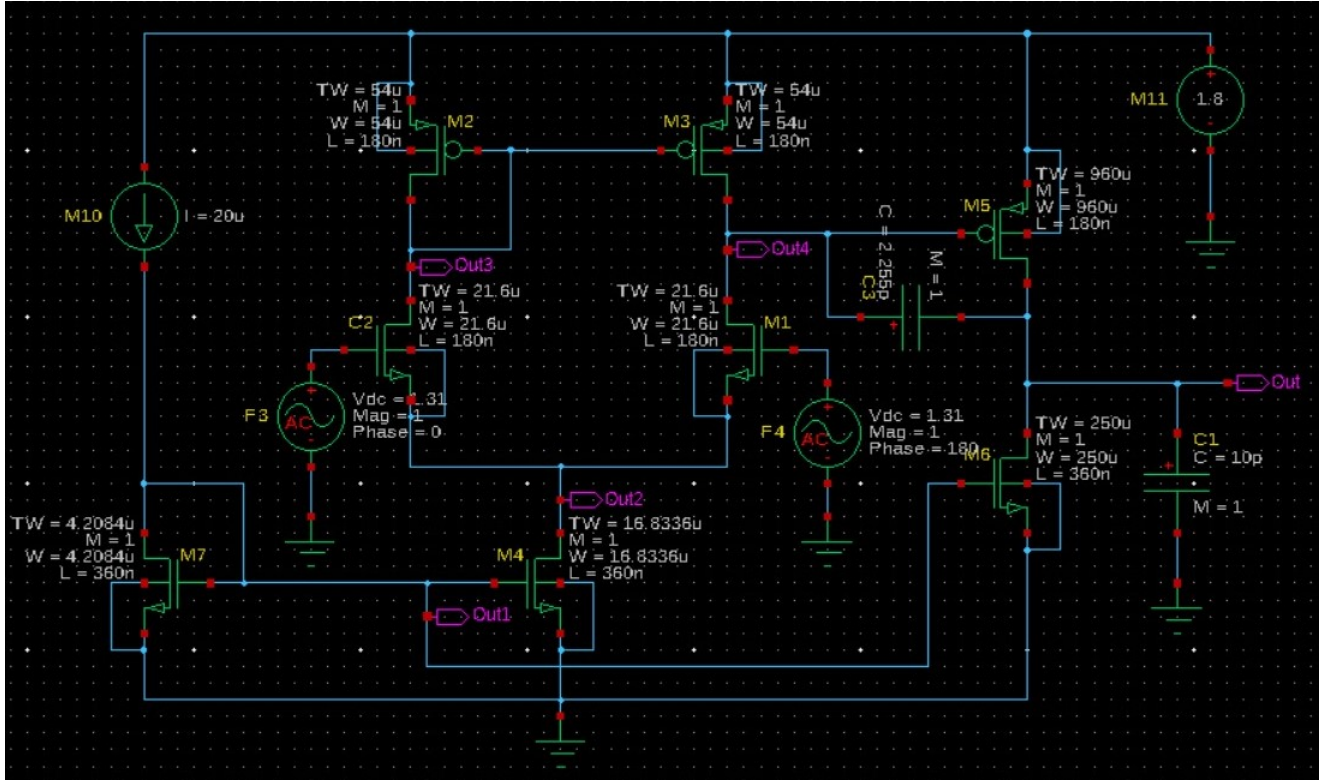 TW = 54u
M = 1
W = 54u
L = 180n
M2
TW = 54u
M = 1
W = 54u
L = 180n
M3
M11
1.8
M10
I = 20u
TW = 960u
M = 1
W = 960u
L = 180n
M5
C = 2.255p
M = 1
C3
Out3
Out4
TW = 21.6u
M = 1
W = 21.6u
L = 180n
C2
TW = 21.6u
M = 1
W = 21.6u
L = 180n
M1
Out
F3
AC
Vdc = 1.31
Mag = 1
Phase = 0
F4
AC
Vdc = 1.31
Mag = 1
Phase = 180
M6
TW = 250u
M = 1
W = 250u
L = 360n
C1
C = 10p
M = 1
Out2
TW = 4.2084u
M = 1
W = 4.2084u
L = 360n
M7
M4
TW = 16.8336u
M = 1
W = 16.8336u
L = 360n
Out1